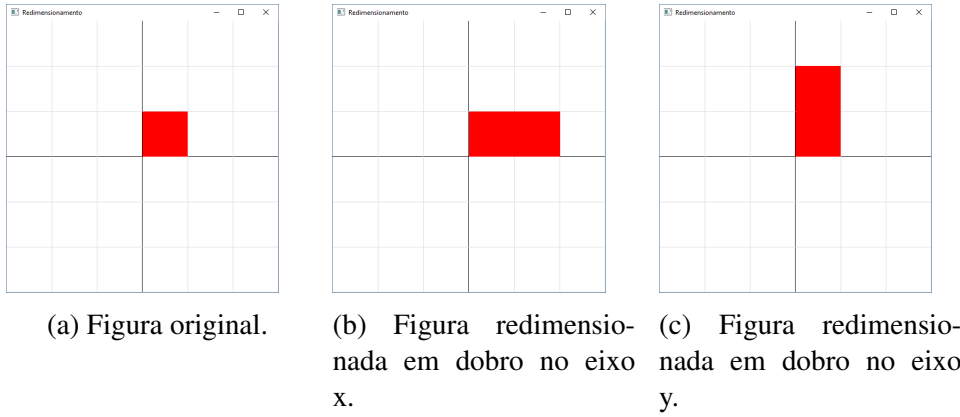 Redimensionamento
Redimensionamento
Redimensionamento
(a) Figura original.
(b) Figura redimensio-
nada em dobro no eixo
x.
(c) Figura redimensio-
nada em dobro no eixo
y.